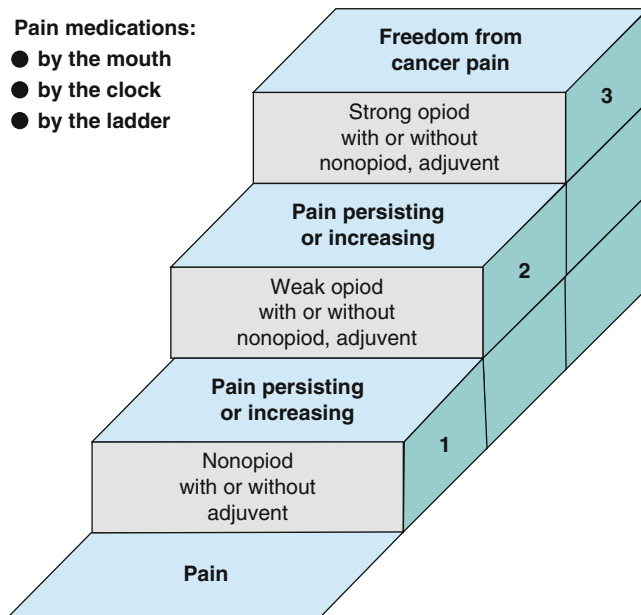 Pain medications:
● by the mouth
● by the clock
● by the ladder
Freedom from
cancer pain
3
Strong opiod
with or without
nonopiod, adjuvent
Pain persisting
or increasing
2
Weak opiod
with or without
nonopiod, adjuvent
Pain persisting
or increasing
1
Nonopiod
with or without
adjuvent
Pain